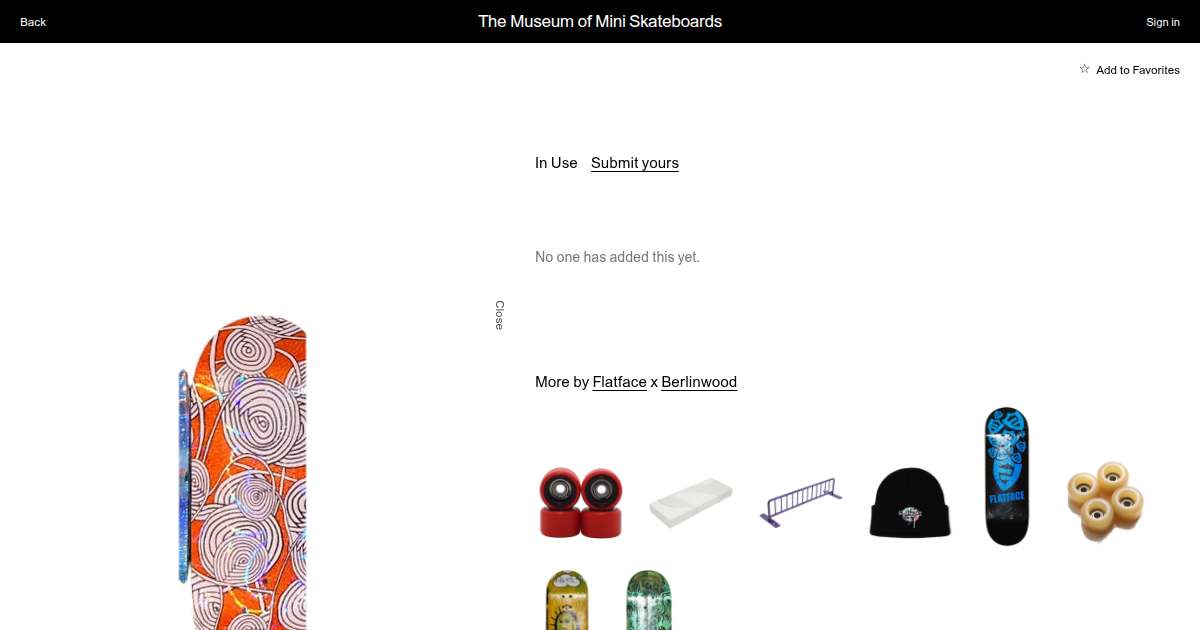 Back
The Museum of Mini Skateboards
Sign in
☆ Add to Favorites
In Use Submit yours
No one has added this yet.
Close
More by Flatface x Berlinwood
FLATFACE